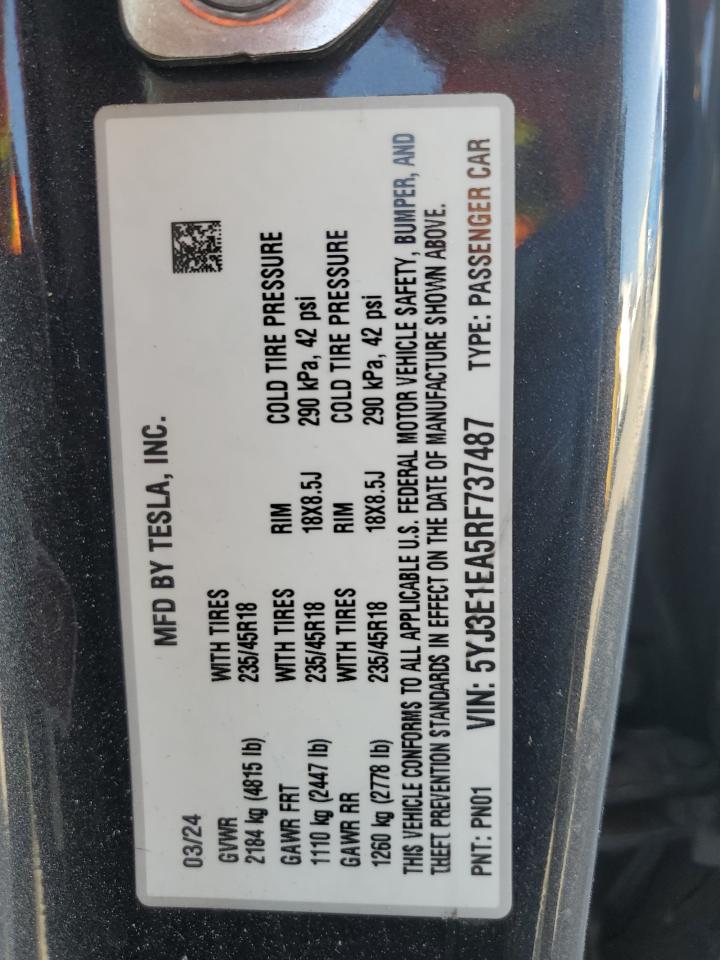 MFD BY TESLA, INC.
03/24
GVWR WITH TIRES
2184 kg (4815 lb) 235/45R18
GAWR FRT WITH TIRES RIM COLD TIRE PRESSURE
1110 kg (2447 lb) 235/45R18 18X8.5J 290 kPa, 42 psi
GAWR RR WITH TIRES RIM COLD TIRE PRESSURE
1260 kg (2778 lb) 235/45R18 18X8.5J 290 kPa, 42 psi
THIS VEHICLE CONFORMS TO ALL APPLICABLE U.S. FEDERAL MOTOR VEHICLE SAFETY, BUMPER, AND
THEFT PREVENTION STANDARDS IN EFFECT ON THE DATE OF MANUFACTURE SHOWN ABOVE.
PNT: PN01 VIN: 5YJ3E1EA5RF737487 TYPE: PASSENGER CAR